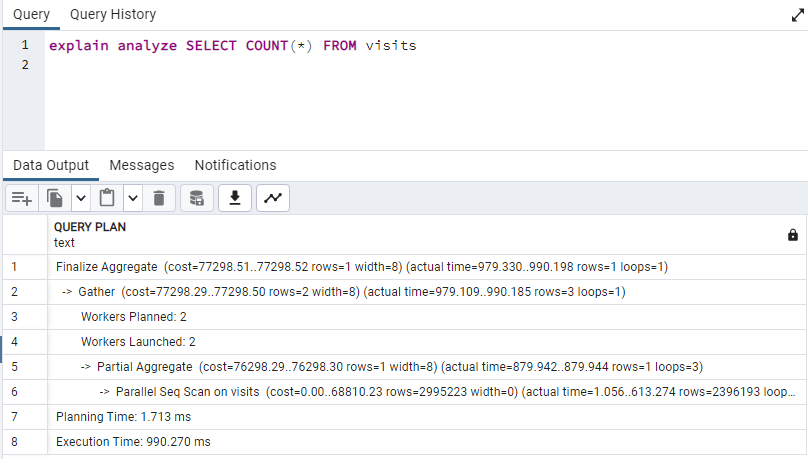 Query Query History
1 explain analyze SELECT COUNT(*) FROM visits
2
Data Output Messages Notifications
QUERY PLAN
text
1 Finalize Aggregate (cost=77298.51..77298.52 rows=1 width=8) (actual time=979.330..990.198 rows=1 loops=1)
2 -> Gather (cost=77298.29..77298.50 rows=2 width=8) (actual time=979.109..990.185 rows=3 loops=1)
3 Workers Planned: 2
4 Workers Launched: 2
5 -> Partial Aggregate (cost=76298.29..76298.30 rows=1 width=8) (actual time=879.942..879.944 rows=1 loops=3)
6 -> Parallel Seq Scan on visits (cost=0.00..68810.23 rows=2995223 width=0) (actual time=1.056..613.274 rows=2396193 loop...
7 Planning Time: 1.713 ms
8 Execution Time: 990.270 ms